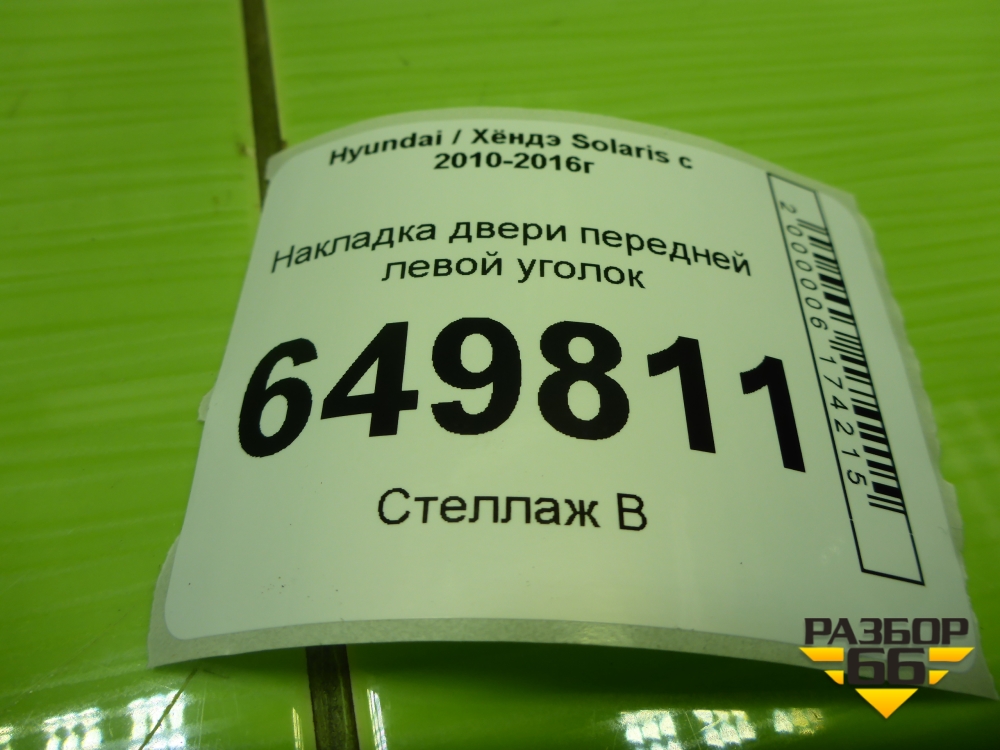 Hyundai / Хёндэ Solaris с
2010-2016г
Накладка двери передней
левой уголок
649811
Стеллаж В
2000006174215
РАЗБОР
66